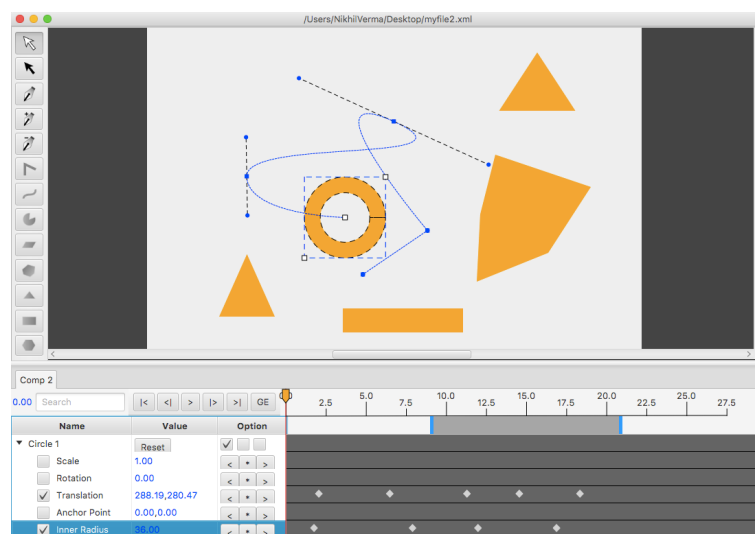 /Users/NikhilVerma/Desktop/myfile2.xml
Comp 2
0.00 Search |< <| > |> >| GE
0.0 2.5 5.0 7.5 10.0 12.5 15.0 17.5 20.0 22.5 25.0 27.5
Name Value Option
Circle 1 Reset
Scale 1.00 < * >
Rotation 0.00 < * >
Translation 288.19,280.47 < * >
Anchor Point 0.00,0.00 < * >
Inner Radius 36.00 < * >